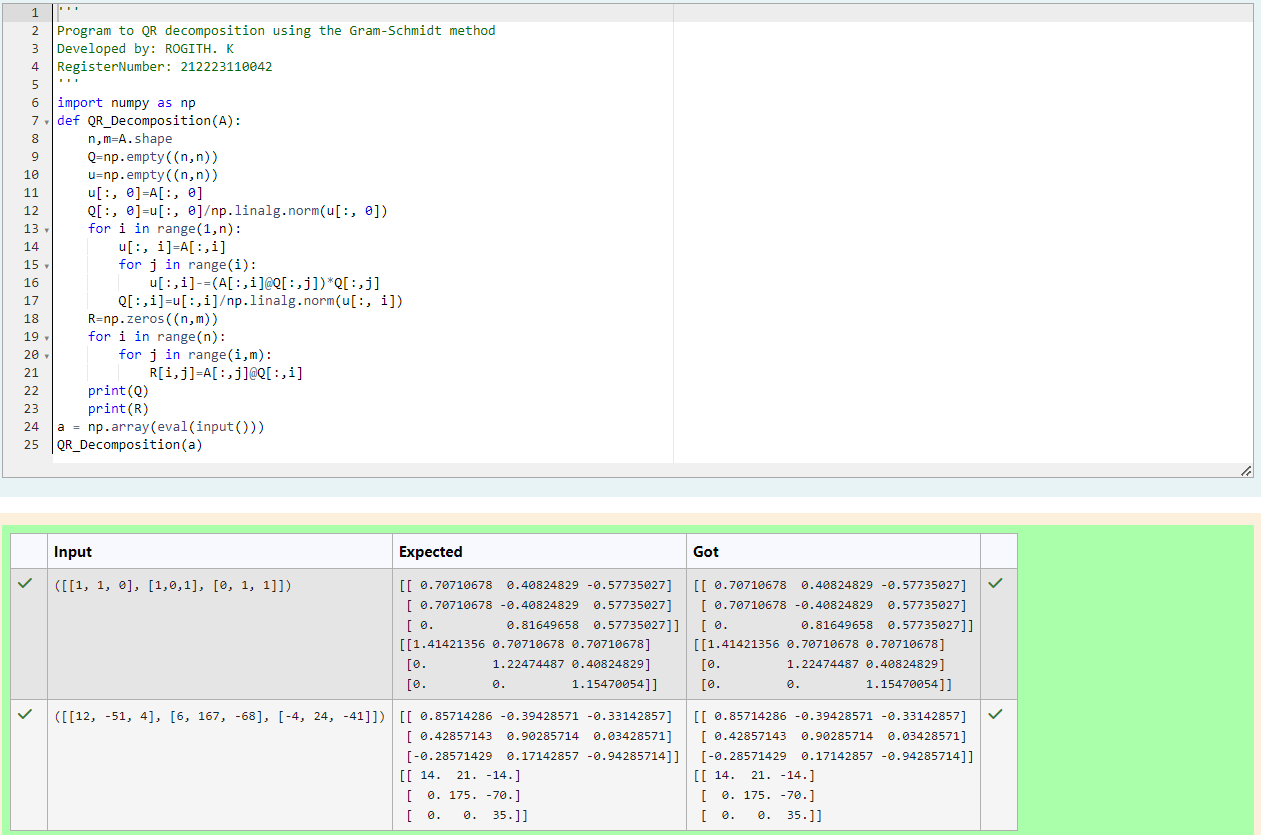 1 '''
2 Program to QR decomposition using the Gram-Schmidt method
3 Developed by: ROGITH. K
4 RegisterNumber: 212223110042
5 '''
6 import numpy as np
7 def QR_Decomposition(A):
8     n,m=A.shape
9     Q=np.empty((n,n))
10     u=np.empty((n,n))
11     u[:, 0]=A[:, 0]
12     Q[:, 0]=u[:, 0]/np.linalg.norm(u[:, 0])
13     for i in range(1,n):
14         u[:, i]=A[:,i]
15         for j in range(i):
16             u[:,i]-=(A[:,i]@Q[:,j])*Q[:,j]
17         Q[:,i]=u[:,i]/np.linalg.norm(u[:, i])
18     R=np.zeros((n,m))
19     for i in range(n):
20         for j in range(i,m):
21             R[i,j]=A[:,j]@Q[:,i]
22     print(Q)
23     print(R)
24 a = np.array(eval(input()))
25 QR_Decomposition(a)
Input Expected Got
([[1, 1, 0], [1,0,1], [0, 1, 1]])
[[ 0.70710678  0.40824829 -0.57735027]
 [ 0.70710678 -0.40824829  0.57735027]
 [ 0.          0.81649658  0.57735027]]
[[1.41421356 0.70710678 0.70710678]
 [0.         1.22474487 0.40824829]
 [0.         0.         1.15470054]]
[[ 0.70710678  0.40824829 -0.57735027]
 [ 0.70710678 -0.40824829  0.57735027]
 [ 0.          0.81649658  0.57735027]]
[[1.41421356 0.70710678 0.70710678]
 [0.         1.22474487 0.40824829]
 [0.         0.         1.15470054]]
([[12, -51, 4], [6, 167, -68], [-4, 24, -41]])
[[ 0.85714286 -0.39428571 -0.33142857]
 [ 0.42857143  0.90285714  0.03428571]
 [-0.28571429  0.17142857 -0.94285714]]
[[ 14.  21. -14.]
 [  0. 175. -70.]
 [  0.   0.  35.]]
[[ 0.85714286 -0.39428571 -0.33142857]
 [ 0.42857143  0.90285714  0.03428571]
 [-0.28571429  0.17142857 -0.94285714]]
[[ 14.  21. -14.]
 [  0. 175. -70.]
 [  0.   0.  35.]]